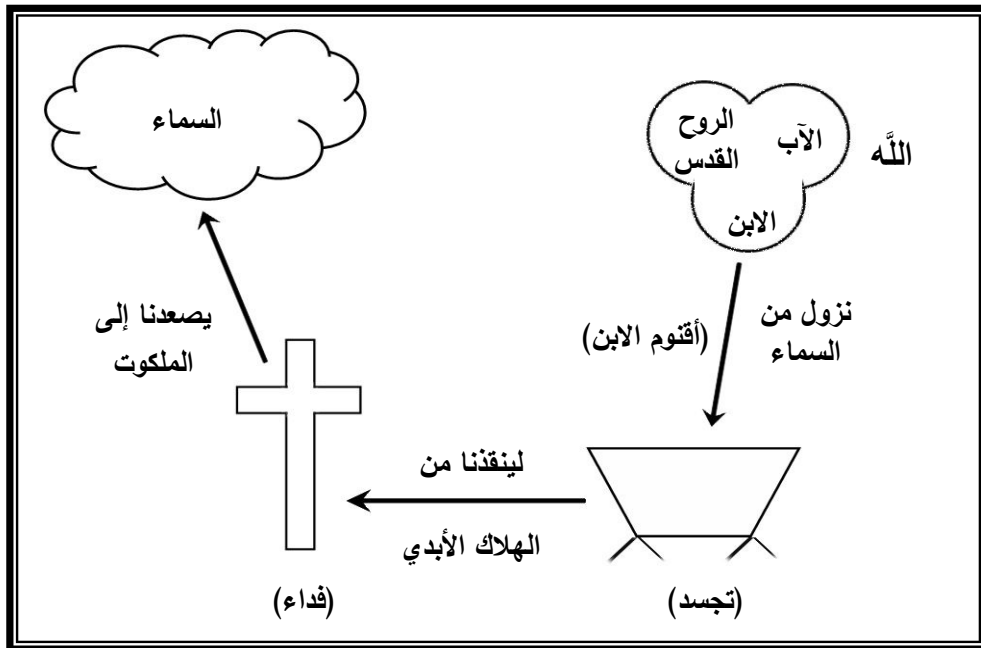 الروح
القدس
الآب
الابن
اللَّه
نزول من
السماء
(أقنوم الابن)
(تجسد)
لينقذنا من
الهلاك الأبدي
(فداء)
يصعدنا إلى
الملكوت
السماء